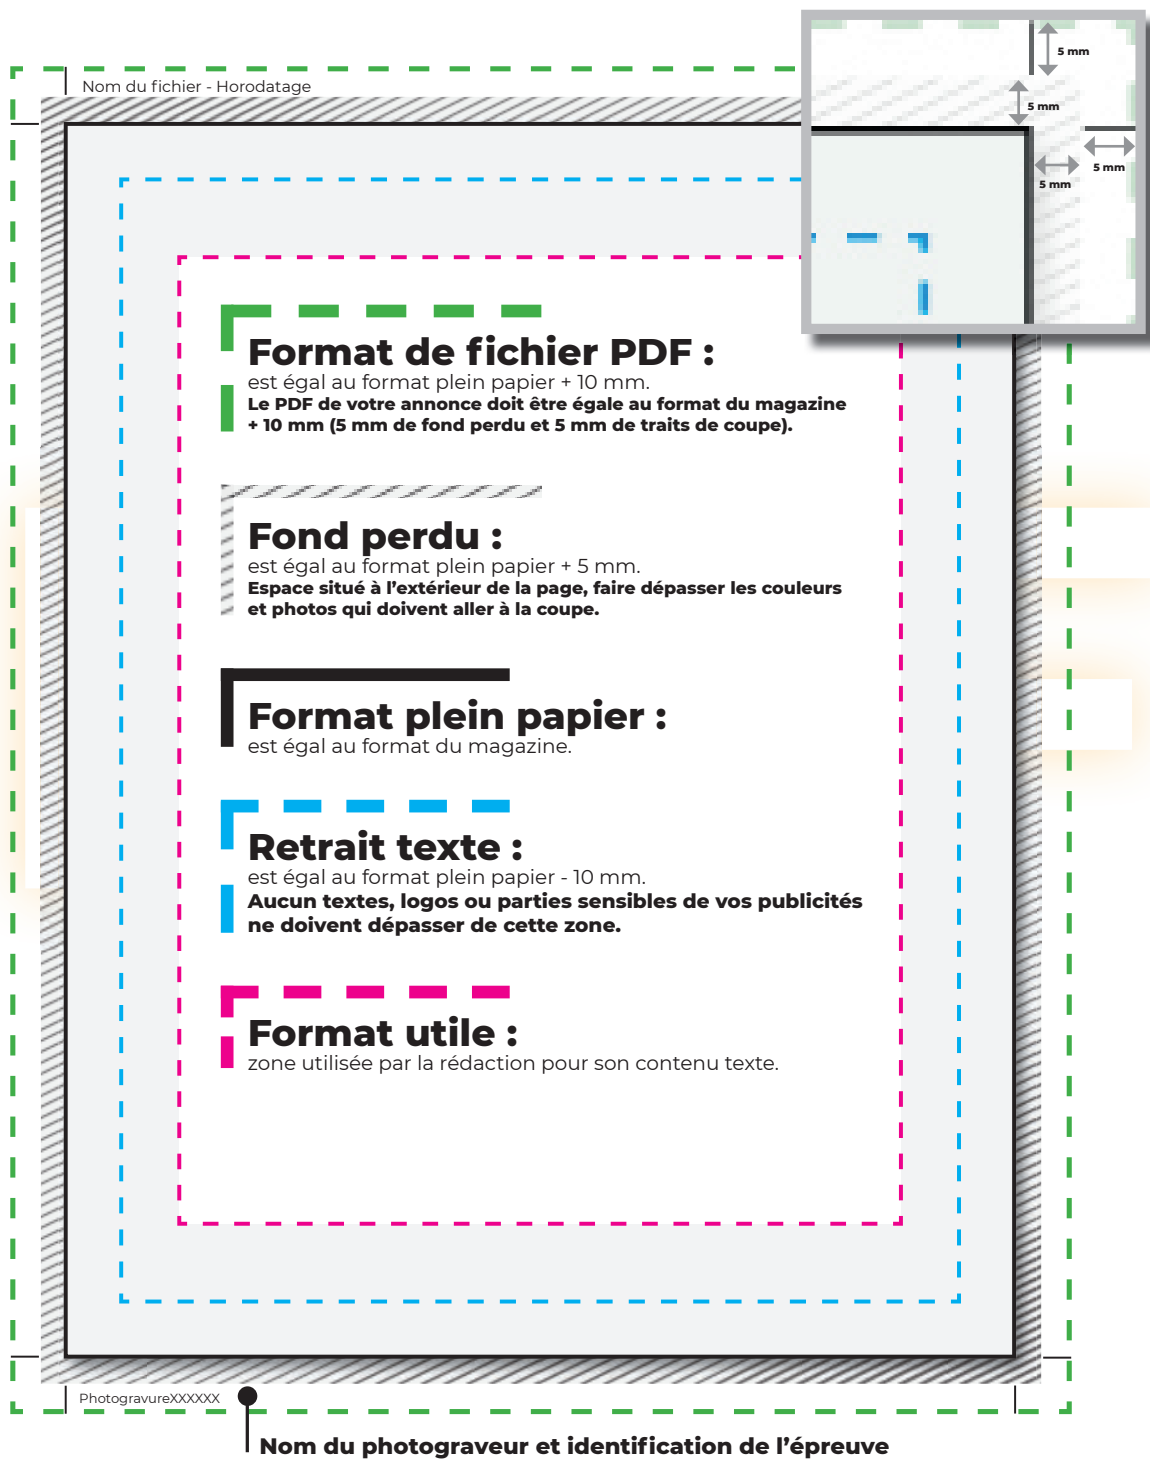 Nom du fichier - Horodatage
5 mm
5 mm
5 mm
5 mm
Format de fichier PDF :
est égal au format plein papier + 10 mm.
Le PDF de votre annonce doit être égale au format du magazine
+ 10 mm (5 mm de fond perdu et 5 mm de traits de coupe).
Fond perdu :
est égal au format plein papier + 5 mm.
Espace situé à l’extérieur de la page, faire dépasser les couleurs
et photos qui doivent aller à la coupe.
Format plein papier :
est égal au format du magazine.
Retrait texte :
est égal au format plein papier - 10 mm.
Aucun textes, logos ou parties sensibles de vos publicités
ne doivent dépasser de cette zone.
Format utile :
zone utilisée par la rédaction pour son contenu texte.
PhotogravureXXXXXX
Nom du photograveur et identification de l’épreuve